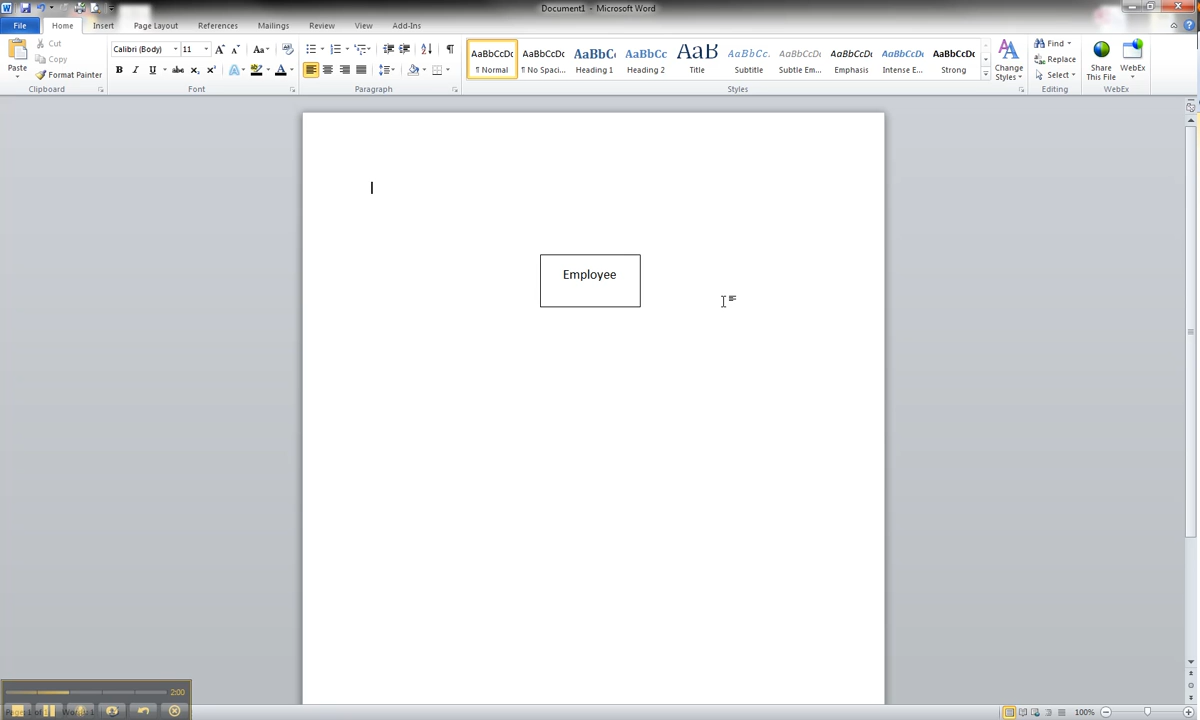 Document1 - Microsoft Word
File Home Insert Page Layout References Mailings Review View Add-Ins
Paste
Cut
Copy
Format Painter
Clipboard
Calibri (Body) 11
Font
Paragraph
AaBbCcDc AaBbCcDc AaBbC( AaBbCc AaB AaBbCc. AaBbCcDc AaBbCcDc AaBbCcDc AaBbCcDc
¶ Normal ¶ No Spaci... Heading 1 Heading 2 Title Subtitle Subtle Em... Emphasis Intense E... Strong
Styles
Change Styles
Find
Replace
Select
Editing
Share This File
WebEx
WebEx
Employee
2:00
100%